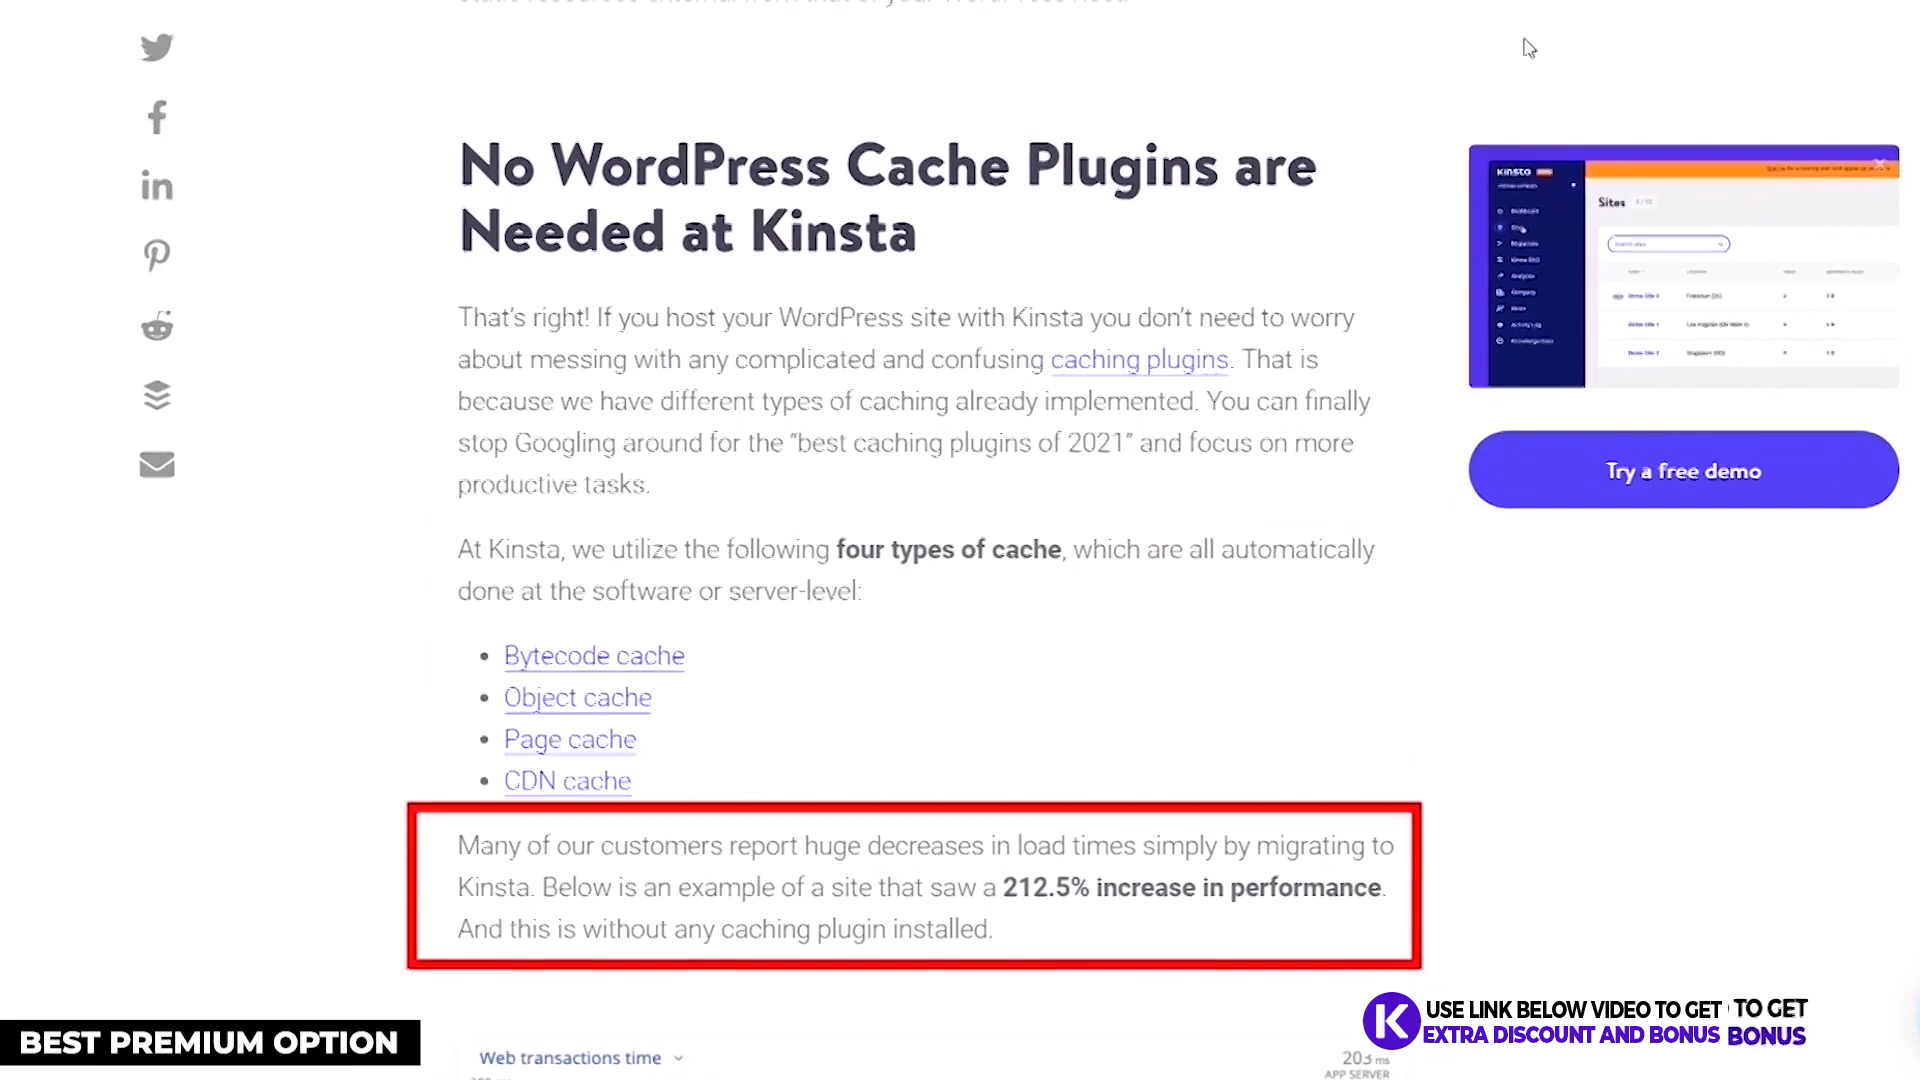 No WordPress Cache Plugins are
Needed at Kinsta
That's right! If you host your WordPress site with Kinsta you don't need to worry
about messing with any complicated and confusing caching plugins. That is
because we have different types of caching already implemented. You can finally
stop Googling around for the “best caching plugins of 2021” and focus on more
productive tasks.
At Kinsta, we utilize the following four types of cache, which are all automatically
done at the software or server-level:
• Bytecode cache
• Object cache
• Page cache
• CDN cache
Many of our customers report huge decreases in load times simply by migrating to
Kinsta. Below is an example of a site that saw a 212.5% increase in performance.
And this is without any caching plugin installed.
Web transactions time
203 ms
APP SERVER
KINSTA
Sites
Try a free demo
BEST PREMIUM OPTION
K
USE LINK BELOW VIDEO TO GET TO GET
EXTRA DISCOUNT AND BONUS BONUS